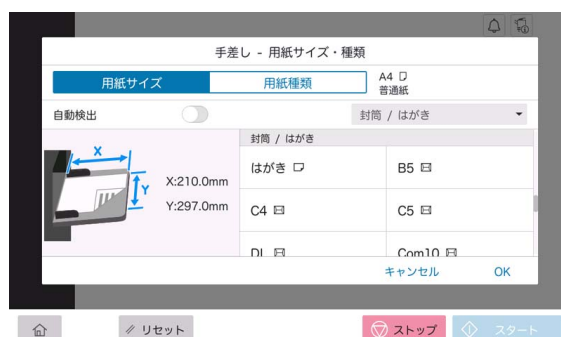 手差し - 用紙サイズ・種類
用紙サイズ
用紙種類
A4
普通紙
自動検出
封筒 / はがき
封筒 / はがき
X
Y
X:210.0mm
Y:297.0mm
はがき
B5
C4
C5
DL
Com10
キャンセル
OK
リセット
ストップ
スタート